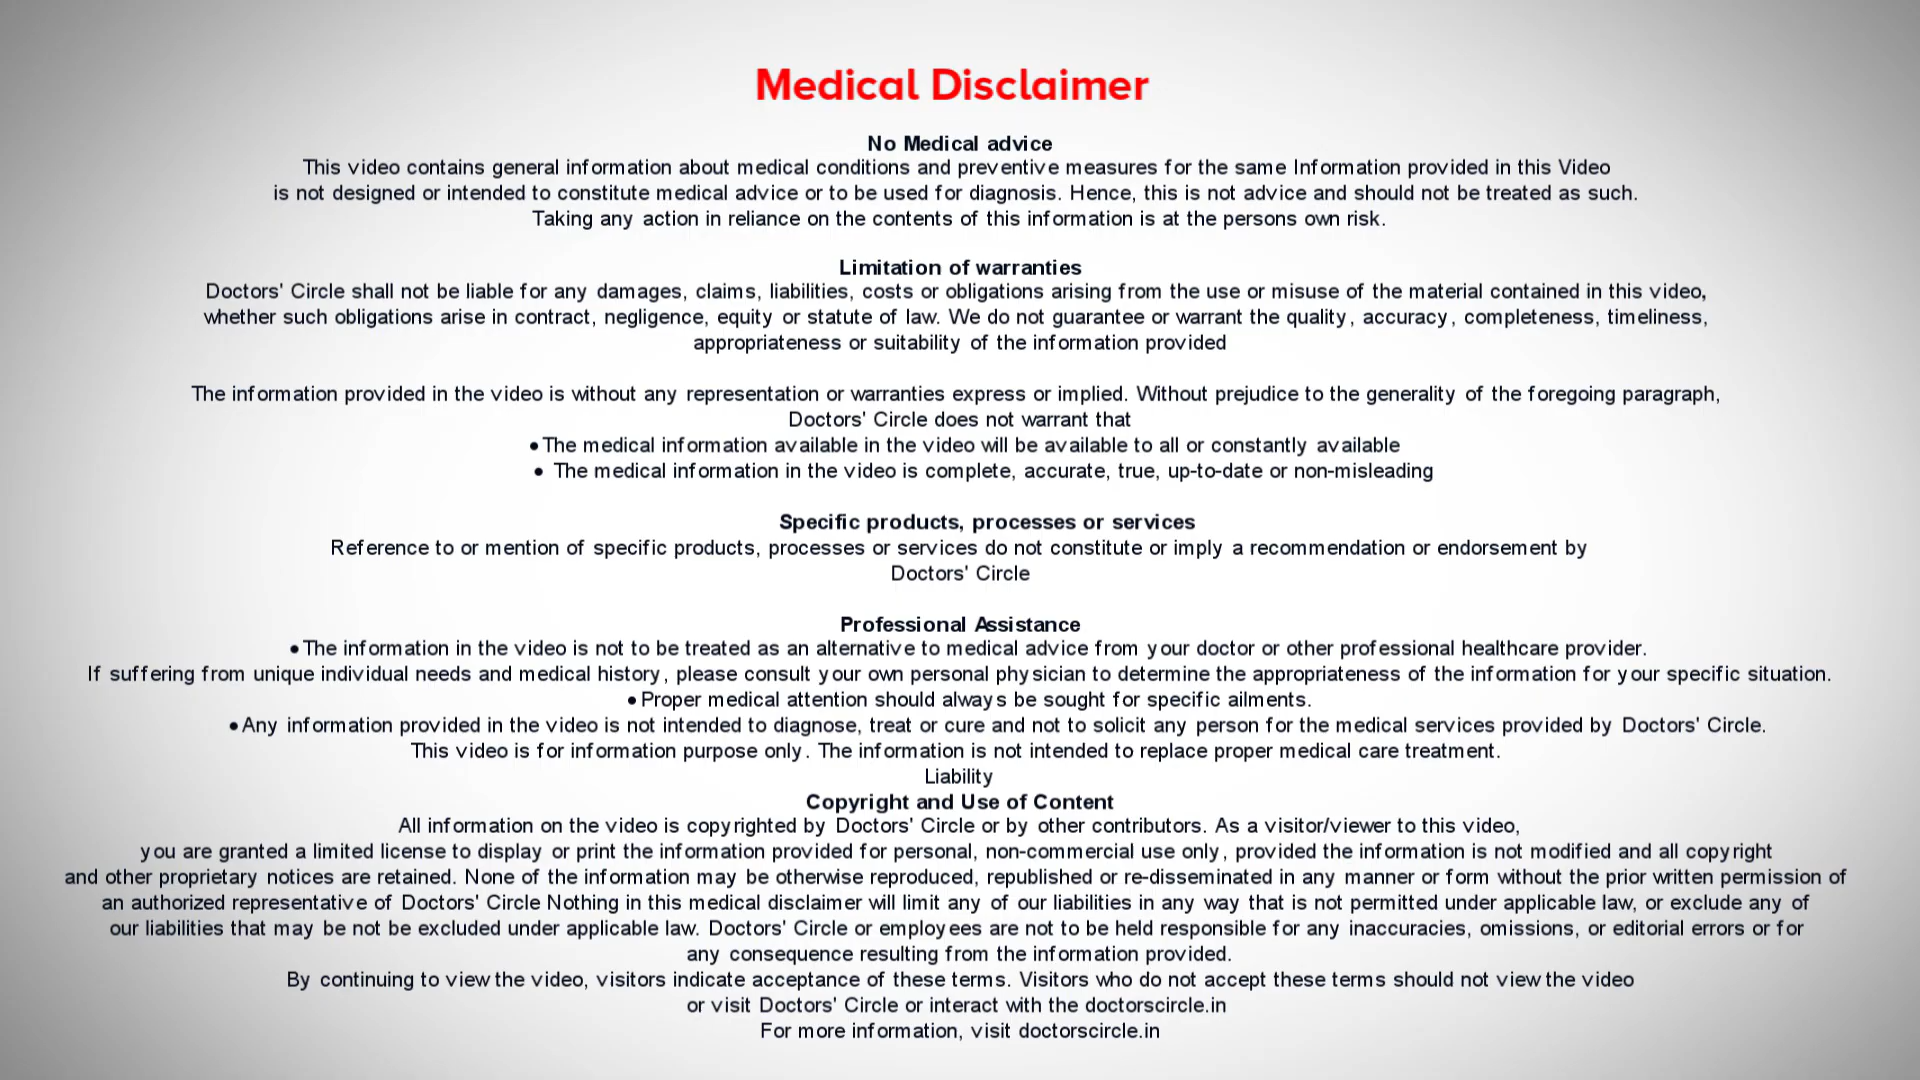 Medical Disclaimer
No Medical advice
This video contains general information about medical conditions and preventive measures for the same Information provided in this Video
is not designed or intended to constitute medical advice or to be used for diagnosis. Hence, this is not advice and should not be treated as such.
Taking any action in reliance on the contents of this information is at the persons own risk.
Limitation of warranties
Doctors' Circle shall not be liable for any damages, claims, liabilities, costs or obligations arising from the use or misuse of the material contained in this video,
whether such obligations arise in contract, negligence, equity or statute of law. We do not guarantee or warrant the quality, accuracy, completeness, timeliness,
appropriateness or suitability of the information provided
The information provided in the video is without any representation or warranties express or implied. Without prejudice to the generality of the foregoing paragraph,
Doctors' Circle does not warrant that
• The medical information available in the video will be available to all or constantly available
• The medical information in the video is complete, accurate, true, up-to-date or non-misleading
Specific products, processes or services
Reference to or mention of specific products, processes or services do not constitute or imply a recommendation or endorsement by
Doctors' Circle
Professional Assistance
• The information in the video is not to be treated as an alternative to medical advice from your doctor or other professional healthcare provider.
If suffering from unique individual needs and medical history, please consult your own personal physician to determine the appropriateness of the information for your specific situation.
• Proper medical attention should always be sought for specific ailments.
• Any information provided in the video is not intended to diagnose, treat or cure and not to solicit any person for the medical services provided by Doctors' Circle.
This video is for information purpose only. The information is not intended to replace proper medical care treatment.
Liability
Copyright and Use of Content
All information on the video is copyrighted by Doctors' Circle or by other contributors. As a visitor/viewer to this video,
you are granted a limited license to display or print the information provided for personal, non-commercial use only, provided the information is not modified and all copyright
and other proprietary notices are retained. None of the information may be otherwise reproduced, republished or re-disseminated in any manner or form without the prior written permission of
an authorized representative of Doctors' Circle Nothing in this medical disclaimer will limit any of our liabilities in any way that is not permitted under applicable law, or exclude any of
our liabilities that may be not be excluded under applicable law. Doctors' Circle or employees are not to be held responsible for any inaccuracies, omissions, or editorial errors or for
any consequence resulting from the information provided.
By continuing to view the video, visitors indicate acceptance of these terms. Visitors who do not accept these terms should not view the video
or visit Doctors' Circle or interact with the doctorscircle.in
For more information, visit doctorscircle.in